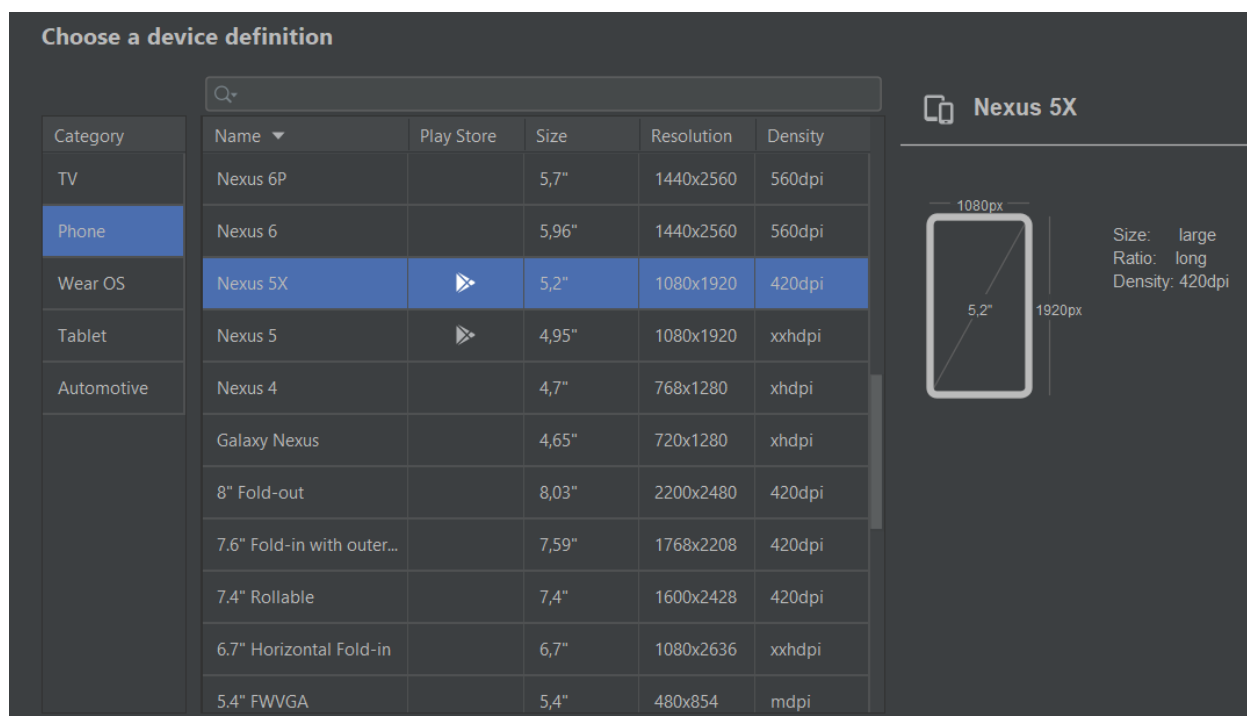 Choose a device definition
Category
Name Play Store Size Resolution Density
TV
Phone
Wear OS
Tablet
Automotive
Nexus 6P 5,7" 1440x2560 560dpi
Nexus 6 5,96" 1440x2560 560dpi
Nexus 5X 5,2" 1080x1920 420dpi
Nexus 5 4,95" 1080x1920 xxhdpi
Nexus 4 4,7" 768x1280 xhdpi
Galaxy Nexus 4,65" 720x1280 xhdpi
8" Fold-out 8,03" 2200x2480 420dpi
7.6" Fold-in with outer... 7,59" 1768x2208 420dpi
7.4" Rollable 7,4" 1600x2428 420dpi
6.7" Horizontal Fold-in 6,7" 1080x2636 xxhdpi
5.4" FWVGA 5,4" 480x854 mdpi
Nexus 5X
1080px
5,2"
1920px
Size: large
Ratio: long
Density: 420dpi